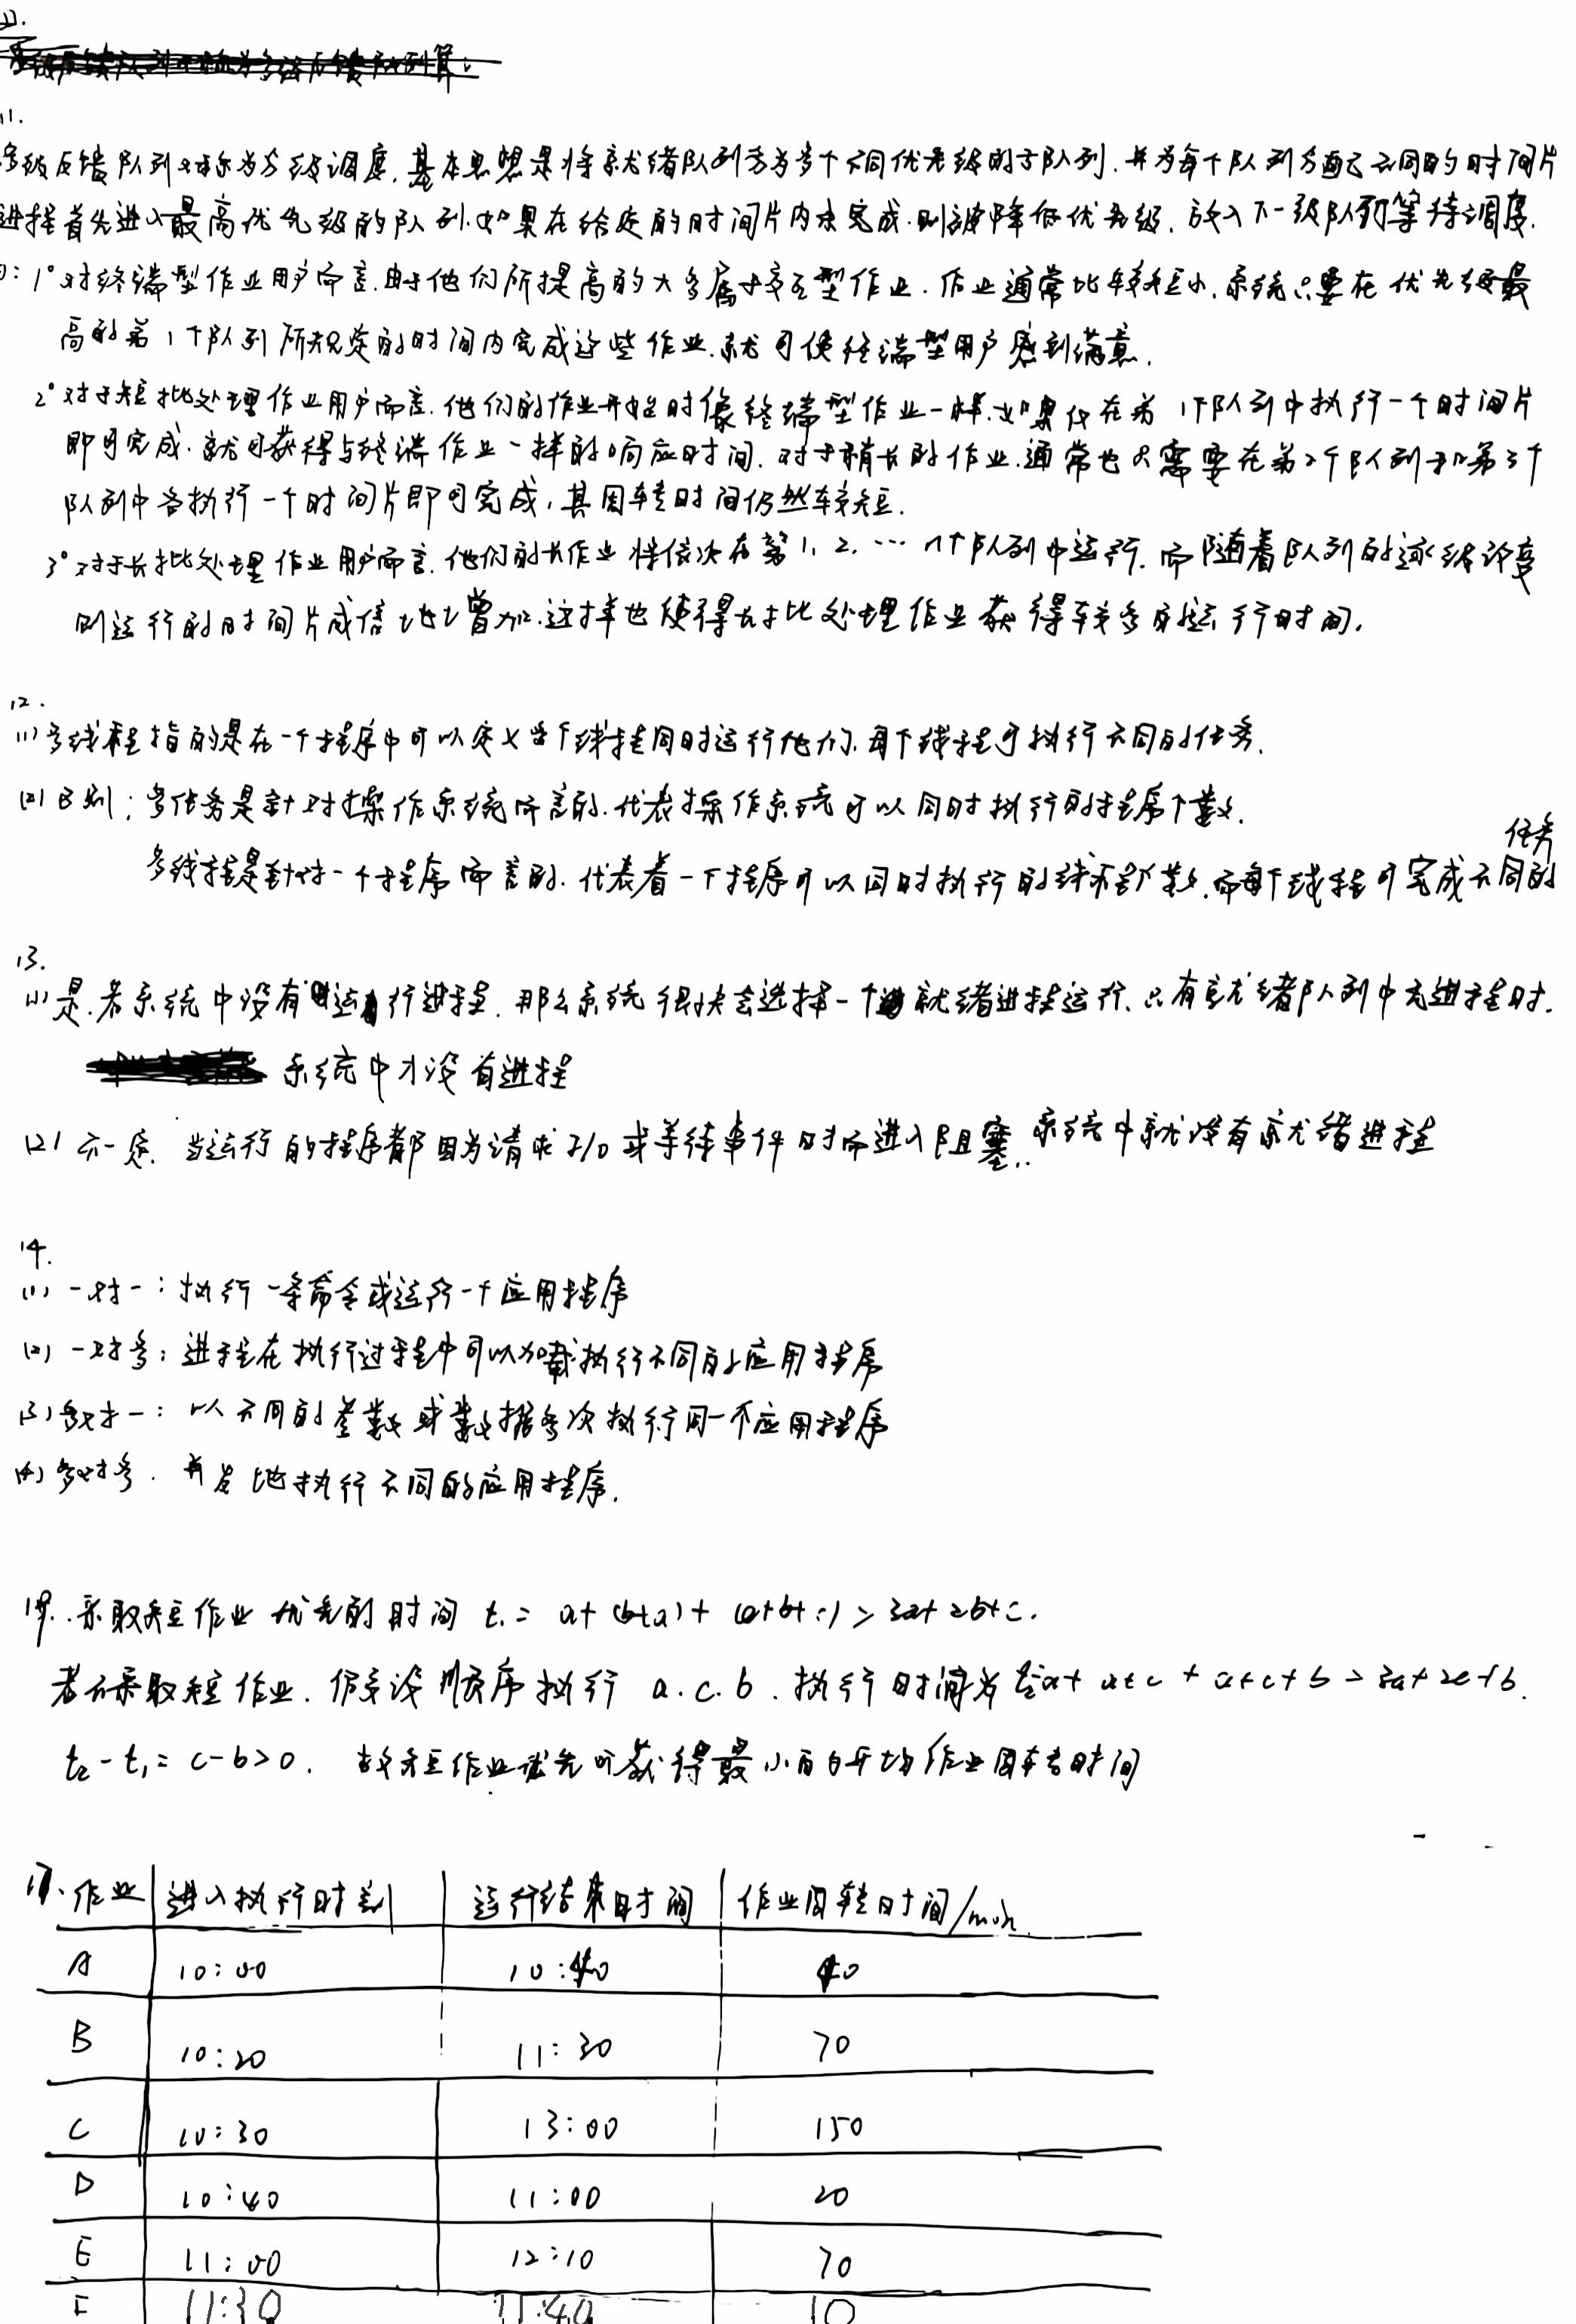 11.
多级反馈队列又称为多级调度,基本思想是将就绪队列分为多个不同优先级的子队列,并为每个队列分配不同的时间片
进程首先进入最高优先级的队列.如果在给定的时间片内未完成.则被降低优先级,放入下一级队列等待调度.
1°对终端型作业用户而言.由于他们所提高的大多属于交互型作业.作业通常比较短小.系统只要在优先级最
高的第1个队列所规定的时间内完成这些作业.就可使终端型用户感到满意.
2°对于短批处理作业用户而言.他们的作业开始时像终端型作业一样.如果仅在第1个队列中执行一个时间片
即可完成.就可获得与终端作业一样的响应时间.对于稍长的作业.通常也只需要在第2个队列和第3个
队列中各执行一个时间片即可完成,其周转时间仍然较短.
3°对于长批处理作业用户而言.他们的长作业将依次在第1,2,…n个队列中运行.而随着队列的逐级
则运行的时间片成倍地增加.这样也使得长批处理作业获得较多的运行时间.
12.
(1)多线程指的是在一个程序中可以定义多个线程同时运行他们.每个线程可执行不同的任务.
(2)区别:多任务是针对操作系统而言的.代表操作系统可以同时执行的程序个数.
任务
多线程是针对一个程序而言的.代表着一个程序可以同时执行的线程个数.而每个线程可完成不同的
13.
(1)是.若系统中没有运行进程.那么系统很快会选择一个就绪进程运行.只有就绪队列中无进程时.
系统中才没有进程
(2)不一定.当运行的程序都因为请求I/O或等待事件时而进入阻塞..系统中就没有就绪进程
14.
(1)一对一:执行一条命令或运行一个应用程序
(2)一对多:进程在执行过程中可以加载执行不同的应用程序
(3)多对一:以不同的参数或数据多次执行同一个应用程序
(4)多对多.并发地执行不同的应用程序.
采取短作业优先的时间 t₁=a+(b+a)+(a+b+c)=3a+2b+c.
若不采取短作业.假设顺序执行 a.c.b.执行时间为t₂=a+a+c+a+c+b=3a+2c+b.
t₂-t₁=c-b>0.故短作业优先可获得最小的平均作业周转时间
17.作业 进入执行时刻 运行结束时间 作业周转时间/min
A 10:00 10:40 40
B 10:20 11:30 70
C 10:30 13:00 150
D 10:40 11:00 20
E 11:00 12:10 70
F 11:30 11:40 10